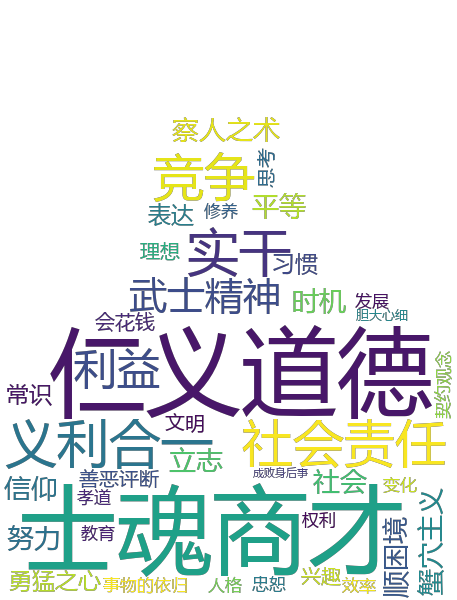 察人之术
竞争
思考
表达
修养
平等
实干
理想
习惯
武士精神
时机
发展
胆大心细
会花钱
仁义道德
利益
契约观念
常识
文明
义利合一
社会责任
立志
成败身后事
信仰
善恶评断
社会
变化
孝道
士魂商才
蟹穴主义
努力
教育
权利
顺困境
勇猛之心
事物的依归
人格
忠恕
兴趣
效率